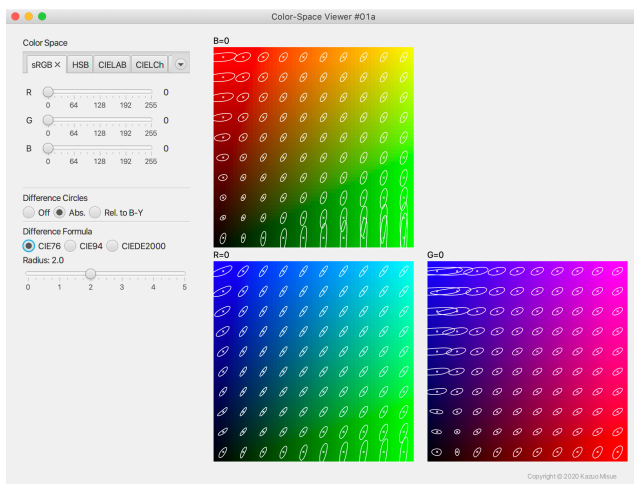 Color-Space Viewer #01a
Color Space
sRGB × HSB CIELAB CIELCh
R 0
0 64 128 192 255
G 0
0 64 128 192 255
B 0
0 64 128 192 255
Difference Circles
Off Abs. Rel. to B-Y
Difference Formula
CIE76 CIE94 CIEDE2000
Radius: 2.0
0 1 2 3 4 5
B=0
R=0
G=0
Copyright © 2020 Kazuo Misue